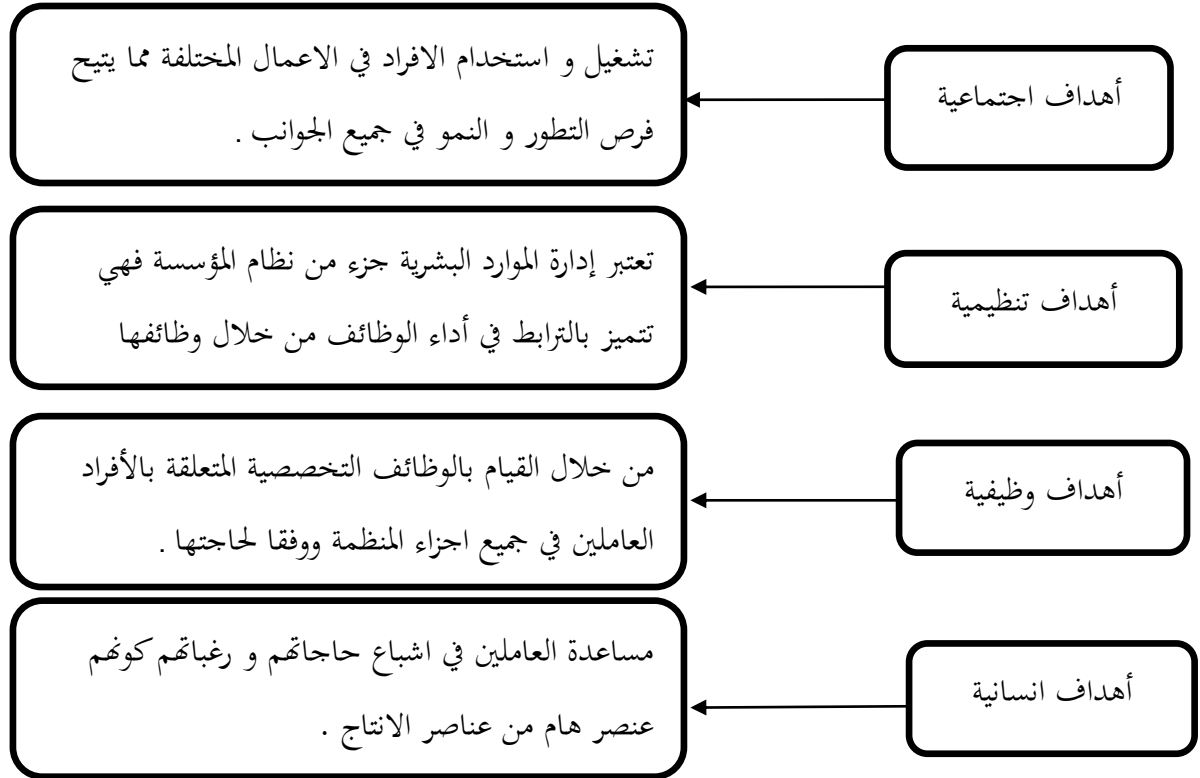 أهداف اجتماعية
تشغيل و استخدام الافراد في الاعمال المختلفة مما يتيح
فرص التطور و النمو في جميع الجوانب .
أهداف تنظيمية
تعتبر إدارة الموارد البشرية جزء من نظام المؤسسة فهي
تتميز بالترابط في أداء الوظائف من خلال وظائفها
أهداف وظيفية
من خلال القيام بالوظائف التخصصية المتعلقة بالأفراد
العاملين في جميع اجزاء المنظمة ووفقا لحاجتها .
أهداف انسانية
مساعدة العاملين في اشباع حاجاتهم و رغباتهم كونهم
عنصر هام من عناصر الانتاج .